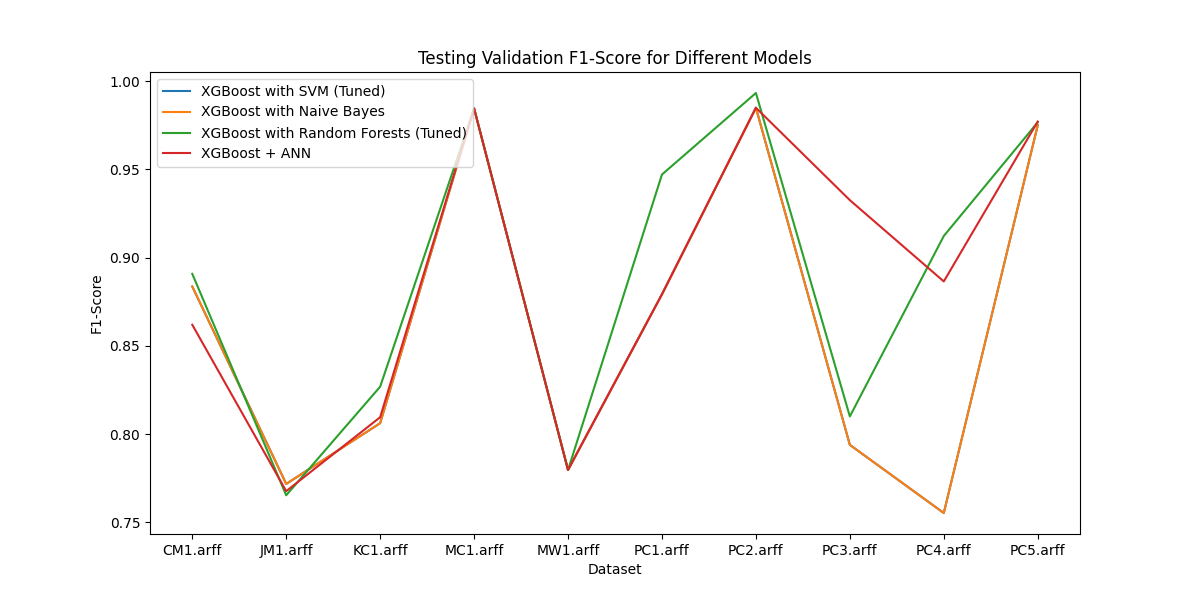 Testing Validation F1-Score for Different Models
XGBoost with SVM (Tuned)
XGBoost with Naive Bayes
XGBoost with Random Forests (Tuned)
XGBoost + ANN
F1-Score
1.00
0.95
0.90
0.85
0.80
0.75
CM1.arff JM1.arff KC1.arff MC1.arff MW1.arff PC1.arff PC2.arff PC3.arff PC4.arff PC5.arff
Dataset